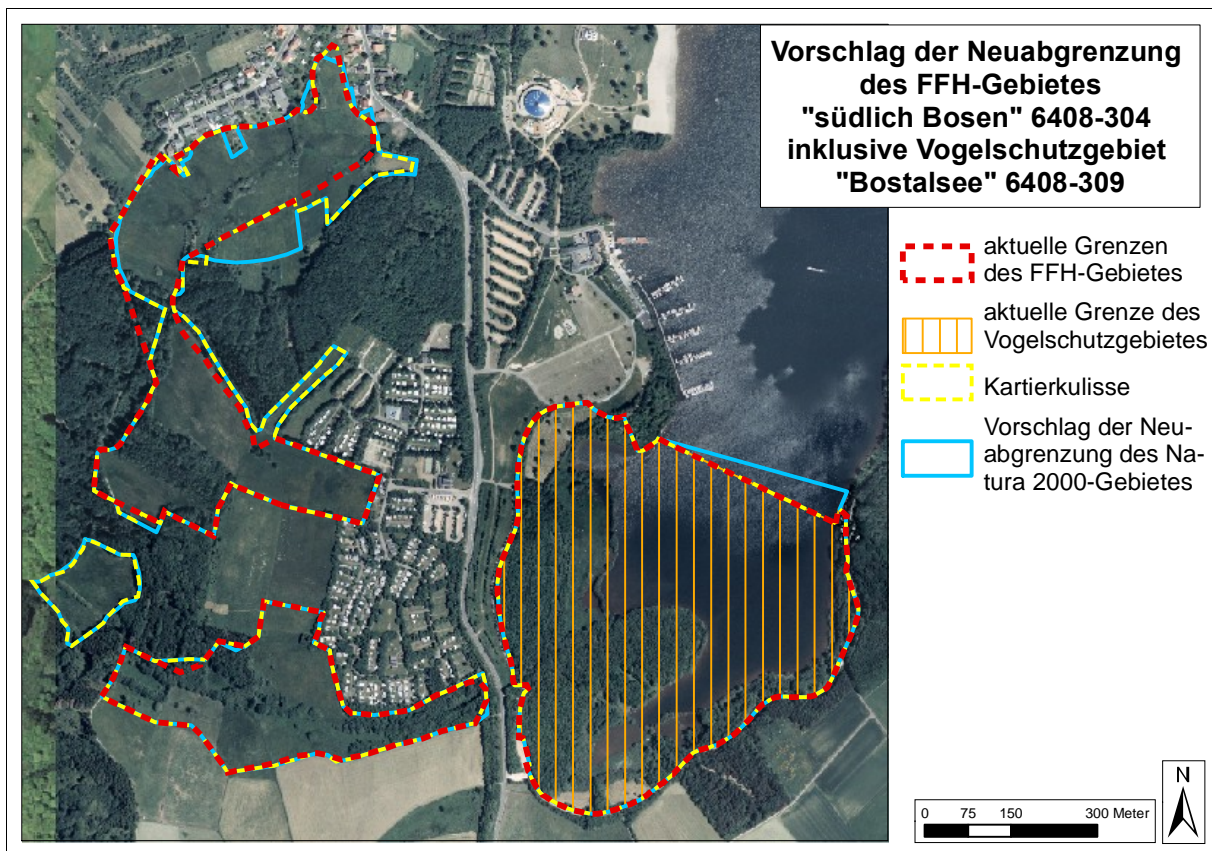 Vorschlag der Neuabgrenzung
des FFH-Gebietes
"südlich Bosen" 6408-304
inklusive Vogelschutzgebiet
"Bostalsee" 6408-309
aktuelle Grenzen
des FFH-Gebietes
aktuelle Grenze des
Vogelschutzgebietes
Kartierkulisse
Vorschlag der Neu-
abgrenzung des Na-
tura 2000-Gebietes
N
0 75 150 300 Meter